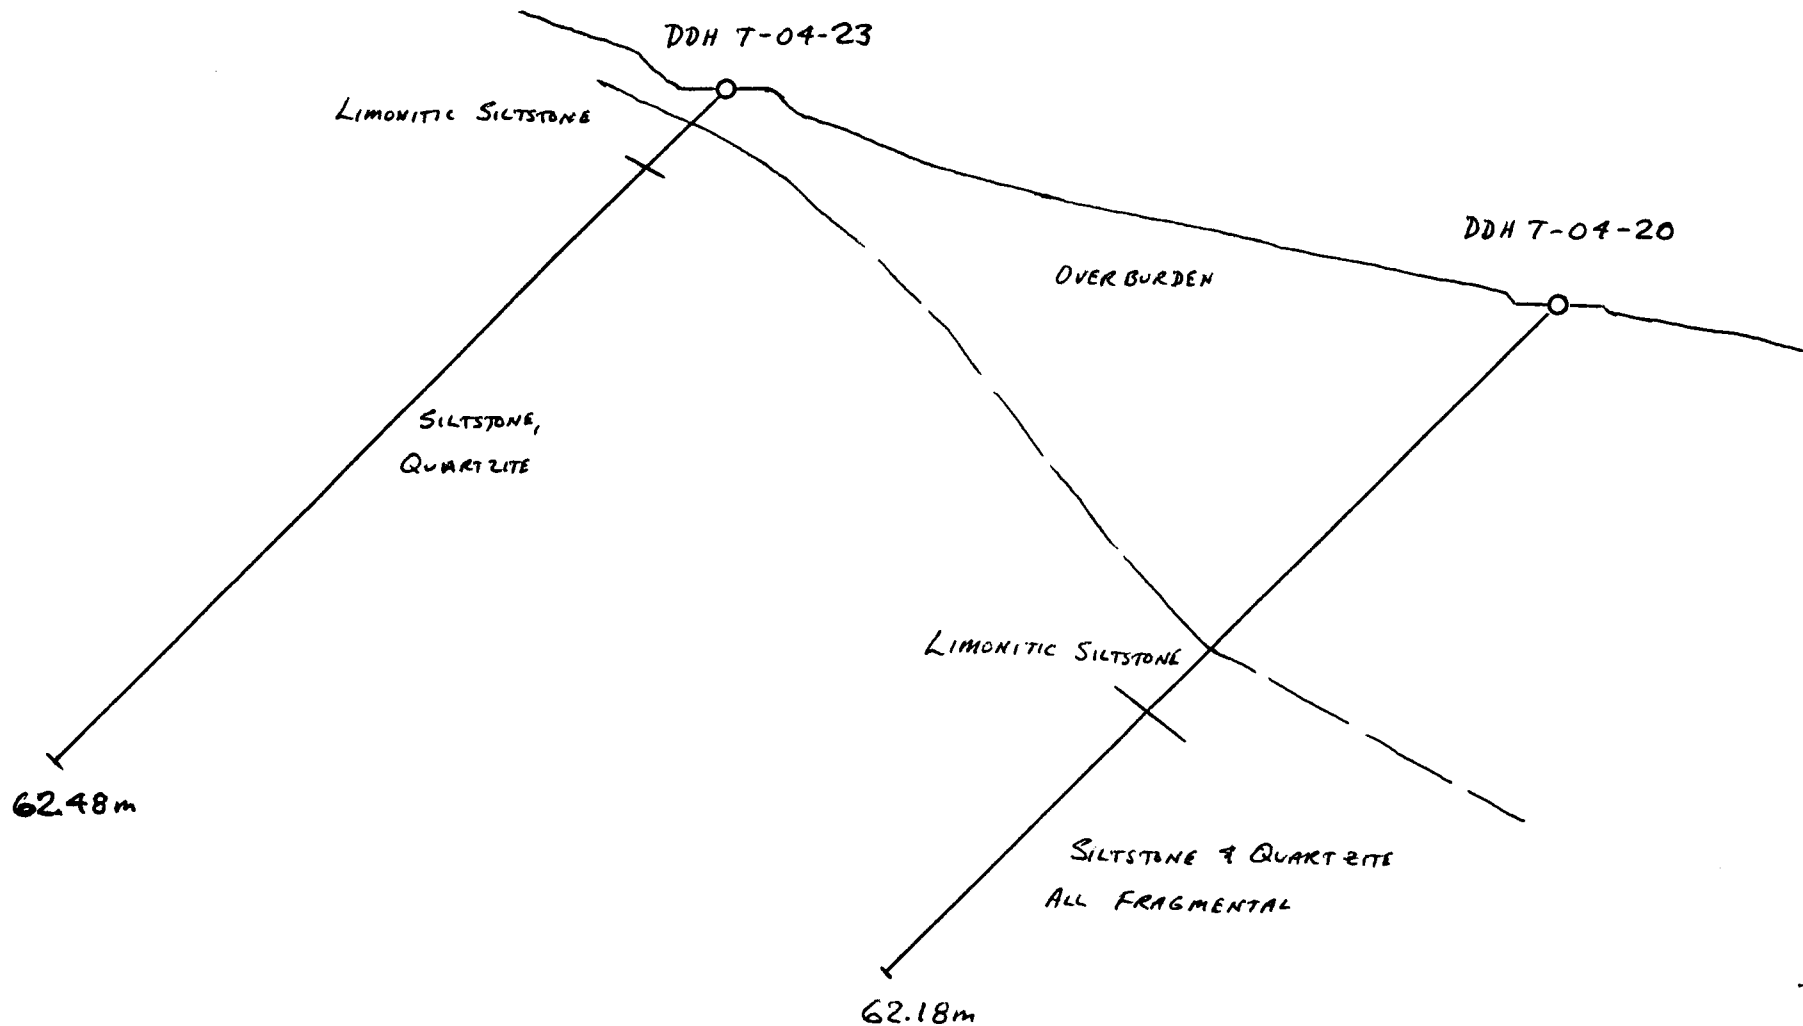 DDH T-04-23
LIMONITIC SILTSTONE
DDH T-04-20
OVERBURDEN
SILTSTONE,
QUARTZITE
LIMONITIC SILTSTONE
62.48m
SILTSTONE & QUARTZITE
ALL FRAGMENTAL
62.18m